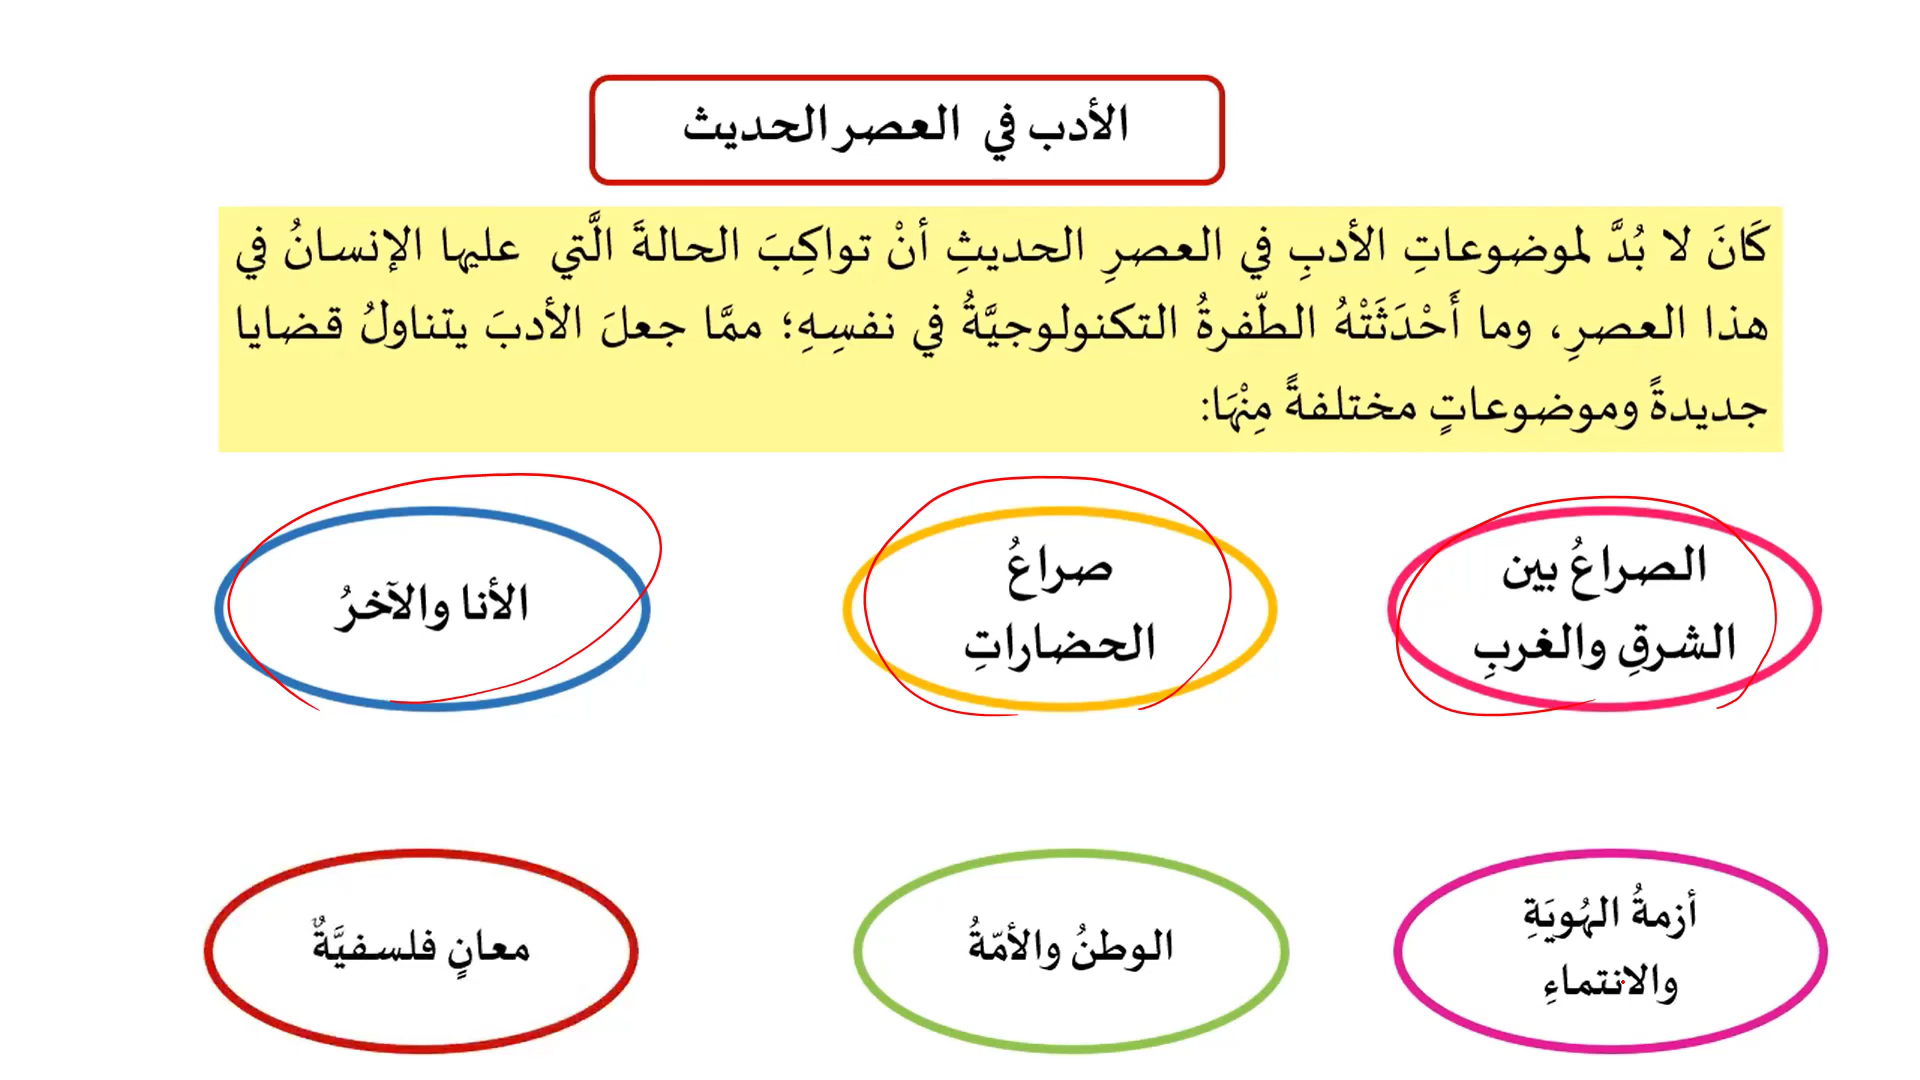 الأدب في العصر الحديث
كَانَ لا بُدَّ لموضوعاتِ الأدبِ في العصرِ الحديثِ أنْ تواكِبَ الحالةَ الَّتي عليها الإنسانُ في
هذا العصرِ، وما أَحْدَثَتْهُ الطّفرةُ التكنولوجيَّةُ في نفسِهِ؛ ممَّا جعلَ الأدبَ يتناولُ قضايا
جديدةً وموضوعاتٍ مختلفةً مِنْهَا:
الصراعُ بين
الشرقِ والغربِ
صراعُ
الحضاراتِ
الأنا والآخرُ
أزمةُ الهُويَةِ
والانتماءِ
الوطنُ والأمّةُ
معانٍ فلسفيَّةٌ